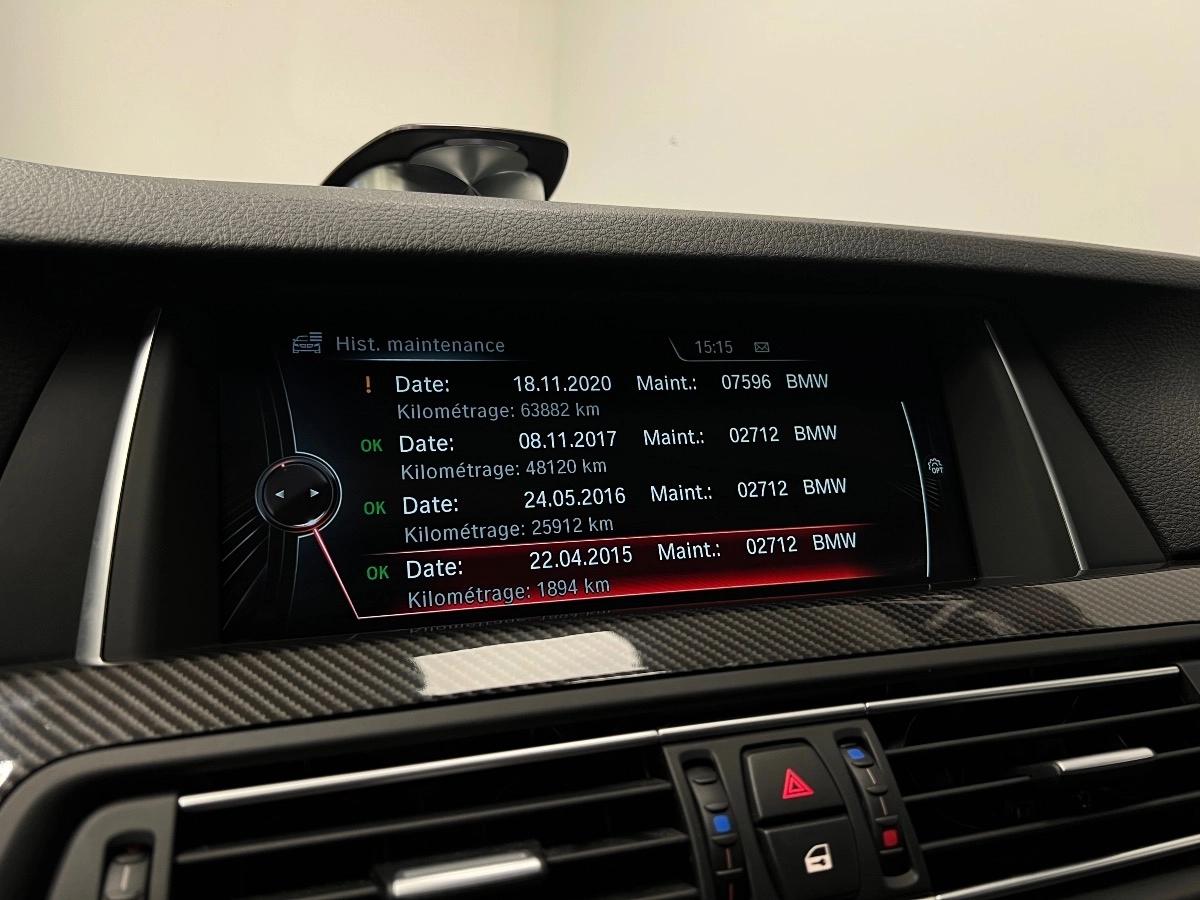 Hist. maintenance 15:15
! Date: 18.11.2020 Maint.: 07596 BMW
Kilométrage: 63882 km
OK Date: 08.11.2017 Maint.: 02712 BMW
Kilométrage: 48120 km
OK Date: 24.05.2016 Maint.: 02712 BMW
Kilométrage: 25912 km
OPT
OK Date: 22.04.2015 Maint.: 02712 BMW
Kilométrage: 1894 km